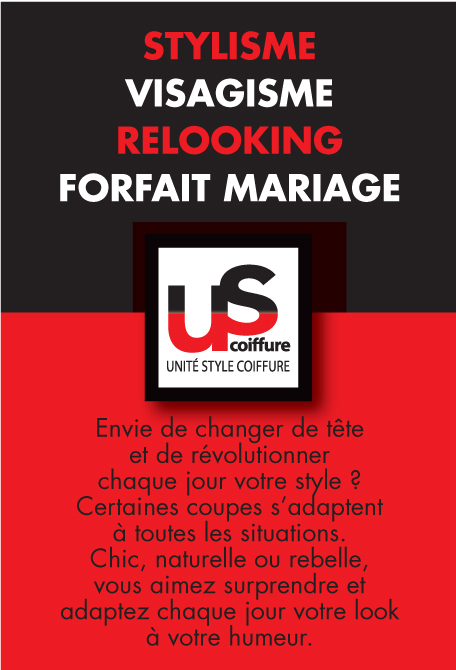 STYLISME
VISAGISME
RELOOKING
FORFAIT MARIAGE
us
coiffure
UNITÉ STYLE COIFFURE
Envie de changer de tête
et de révolutionner
chaque jour votre style ?
Certaines coupes s’adaptent
à toutes les situations.
Chic, naturelle ou rebelle,
vous aimez surprendre et
adaptez chaque jour votre look
à votre humeur.